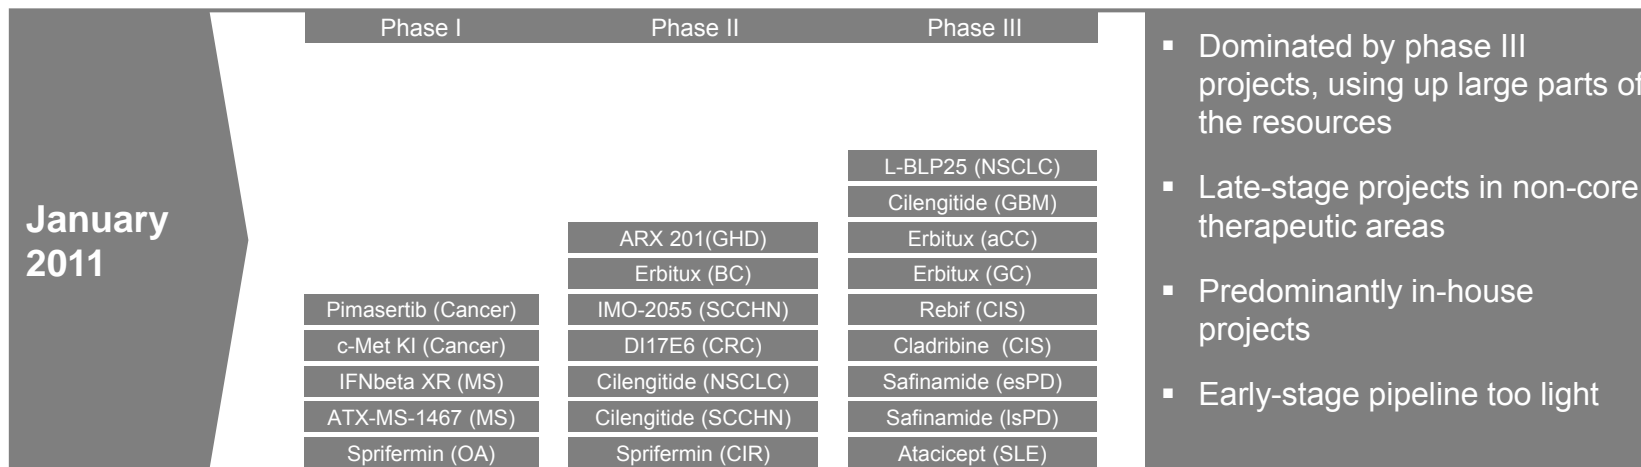 January
2011
Phase I
Pimasertib (Cancer)
c-Met KI (Cancer)
IFNbeta XR (MS)
ATX-MS-1467 (MS)
Sprifermin (OA)
Phase II
ARX 201(GHD)
Erbitux (BC)
IMO-2055 (SCCHN)
DI17E6 (CRC)
Cilengitide (NSCLC)
Cilengitide (SCCHN)
Sprifermin (CIR)
Phase III
L-BLP25 (NSCLC)
Cilengitide (GBM)
Erbitux (aCC)
Erbitux (GC)
Rebif (CIS)
Cladribine (CIS)
Safinamide (esPD)
Safinamide (lsPD)
Atacicept (SLE)
▪ Dominated by phase III
projects, using up large parts of
the resources
▪ Late-stage projects in non-core
therapeutic areas
▪ Predominantly in-house
projects
▪ Early-stage pipeline too light